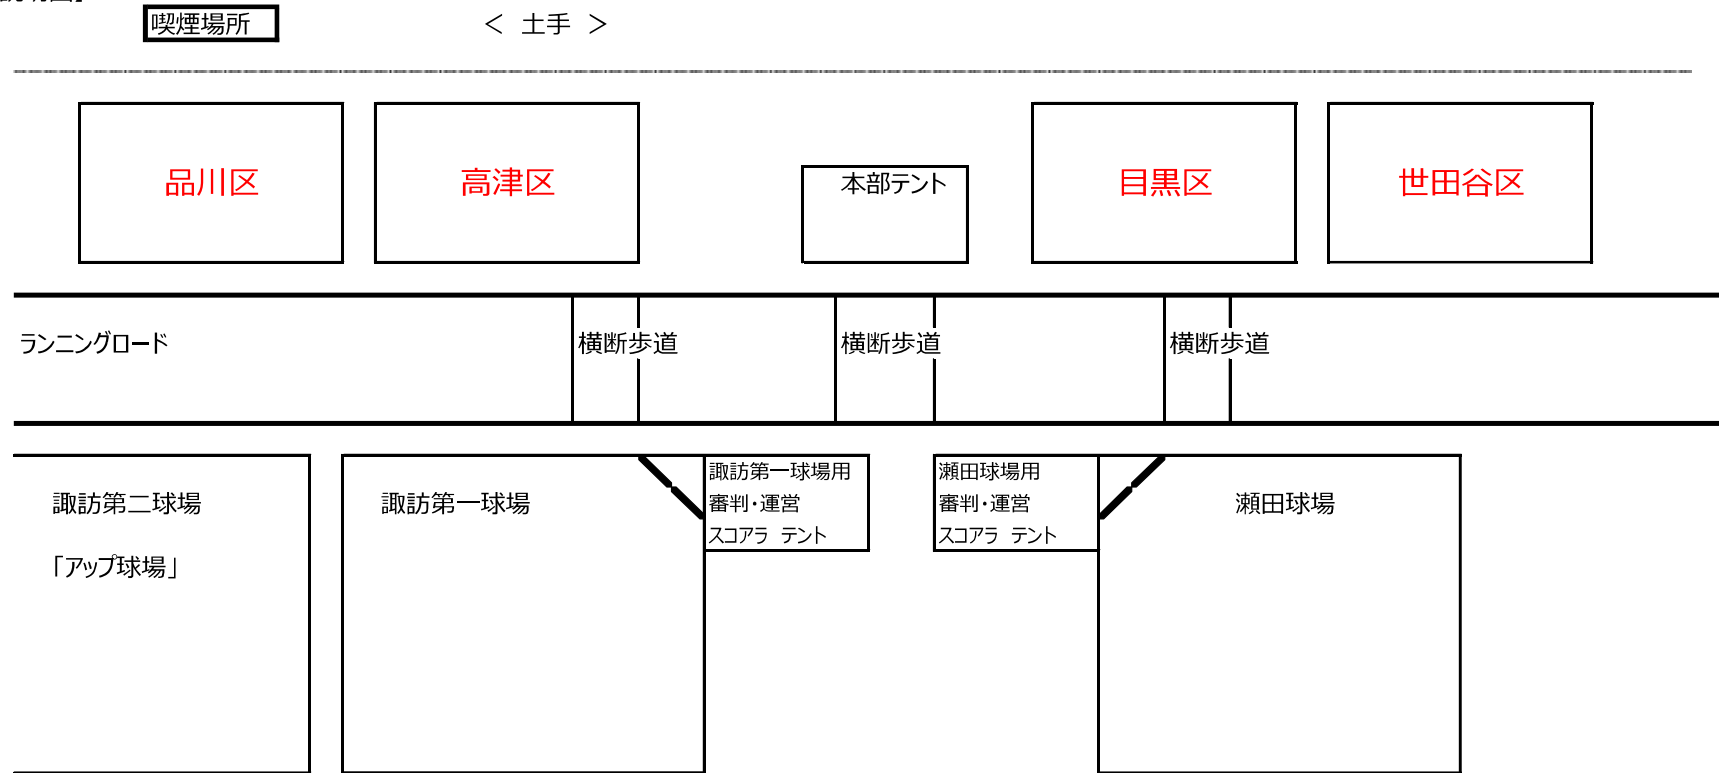 喫煙場所
＜ 土手 ＞
品川区
高津区
本部テント
目黒区
世田谷区
ランニングロード
横断歩道
横断歩道
横断歩道
諏訪第二球場
「アップ球場」
諏訪第一球場
諏訪第一球場用
審判・運営
スコアラ テント
瀬田球場用
審判・運営
スコアラ テント
瀬田球場